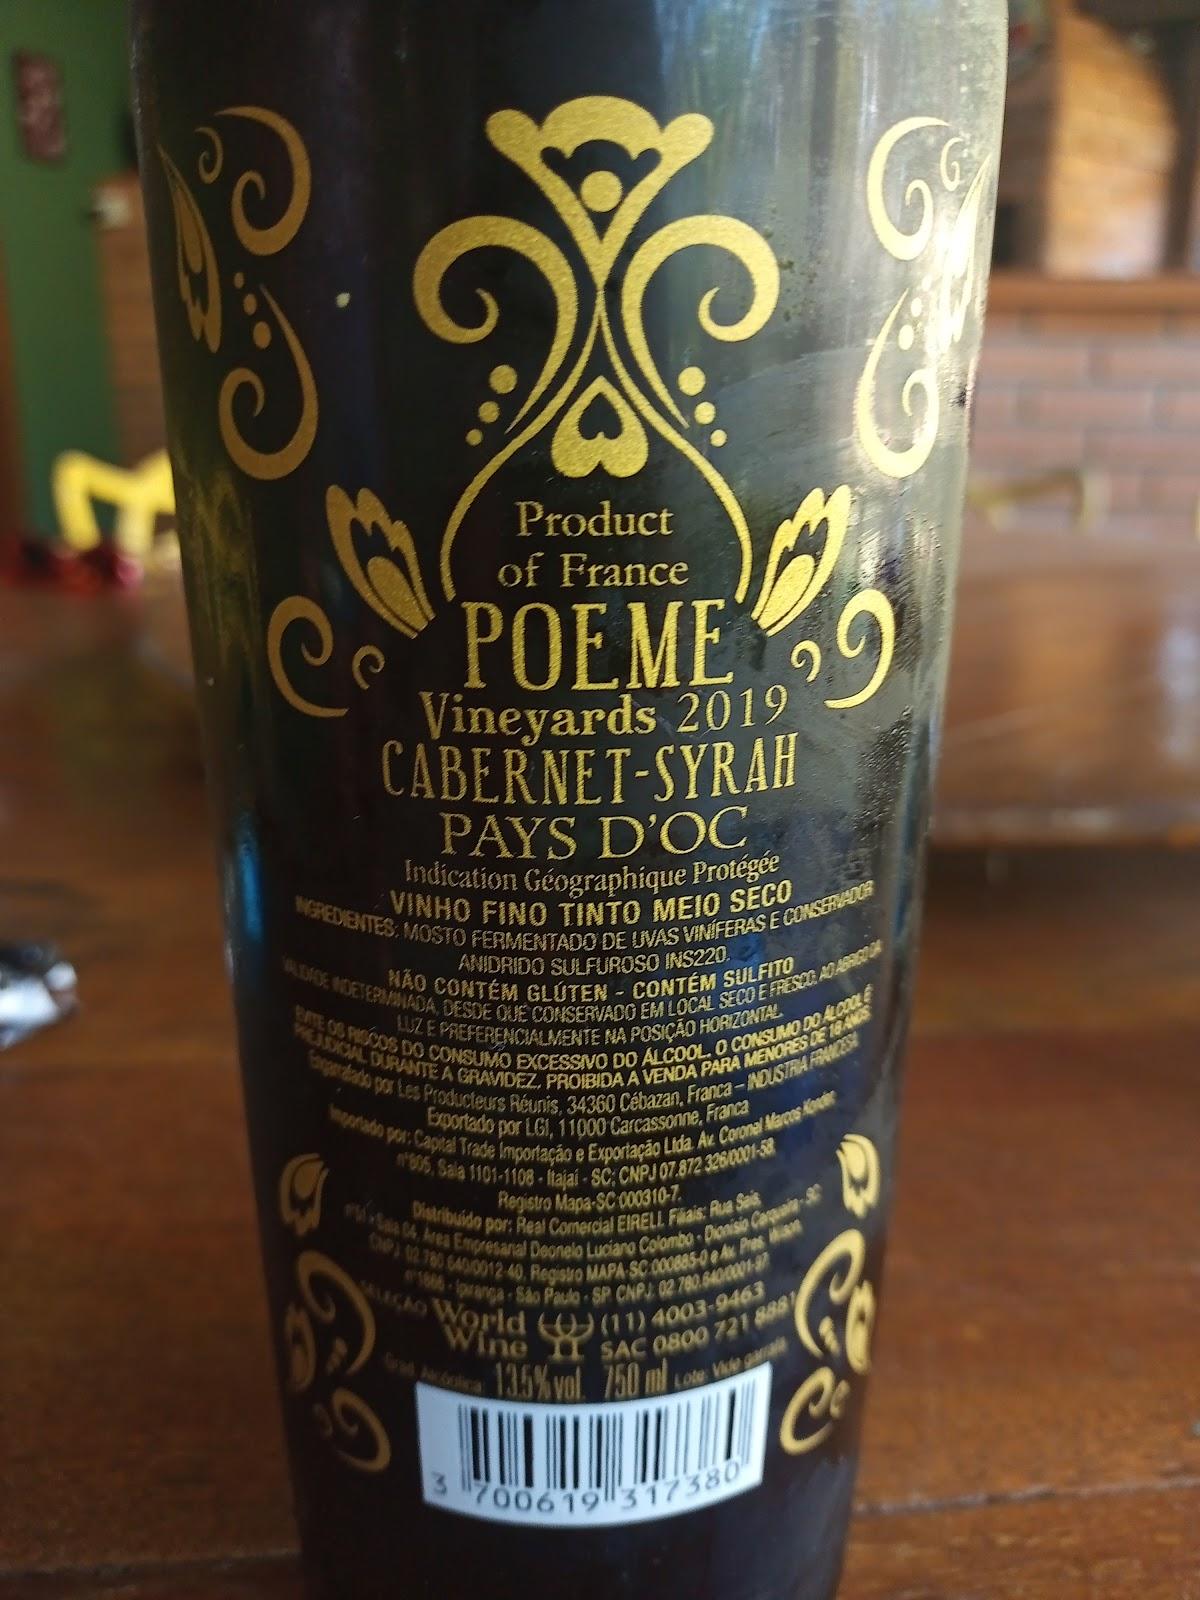 Product
of France
POEME
Vineyards 2019
CABERNET-SYRAH
PAYS D'OC
Indication Géographique Protégée
VINHO FINO TINTO MEIO SECO
INGREDIENTES: MOSTO FERMENTADO DE UVAS VINÍFERAS E CONSERVADOR
ANIDRIDO SULFUROSO INS220.
NÃO CONTÉM GLÚTEN - CONTÉM SULFITO
VALIDADE INDETERMINADA, DESDE QUE CONSERVADO EM LOCAL SECO E FRESCO, AO ABRIGO DA
LUZ E PREFERENCIALMENTE NA POSIÇÃO HORIZONTAL.
EVITE OS RISCOS DO CONSUMO EXCESSIVO DO ÁLCOOL. O CONSUMO DO ÁLCOOL É
PREJUDICIAL DURANTE A GRAVIDEZ. PROIBIDA A VENDA PARA MENORES DE 18 ANOS.
Engarrafado por Les Producteurs Réunis, 34360 Cébazan, Franca – INDUSTRIA FRANCESA.
Exportado por LGI, 11000 Carcassonne, Franca
Importado por: Capital Trade Importação e Exportação Ltda. Av. Coronel Marcos Konder,
n°805, Sala 1101-1108 - Itajaí - SC; CNPJ 07.872 326/0001-58.
Registro Mapa-SC 000310-7.
Distribuído por: Real Comercial EIRELI. Filiais: Rua Seis,
n°51 - Sala 04, Área Empresarial Deonelo Luciano Colombo - Dionísio Cerqueira - SC
CNPJ: 02.780.640/0012-40, Registro MAPA-SC:000885-0 e Av. Pres. Wilson,
n°1866 - Ipiranga - São Paulo - SP. CNPJ: 02.780.640/0001-97.
SELEÇÃO World Wine (11) 4003-9463
SAC 0800 721 8881
Grad. Alcóolica: 13.5%vol. 750 ml Lote: Vide garrafa
3 700619 317380